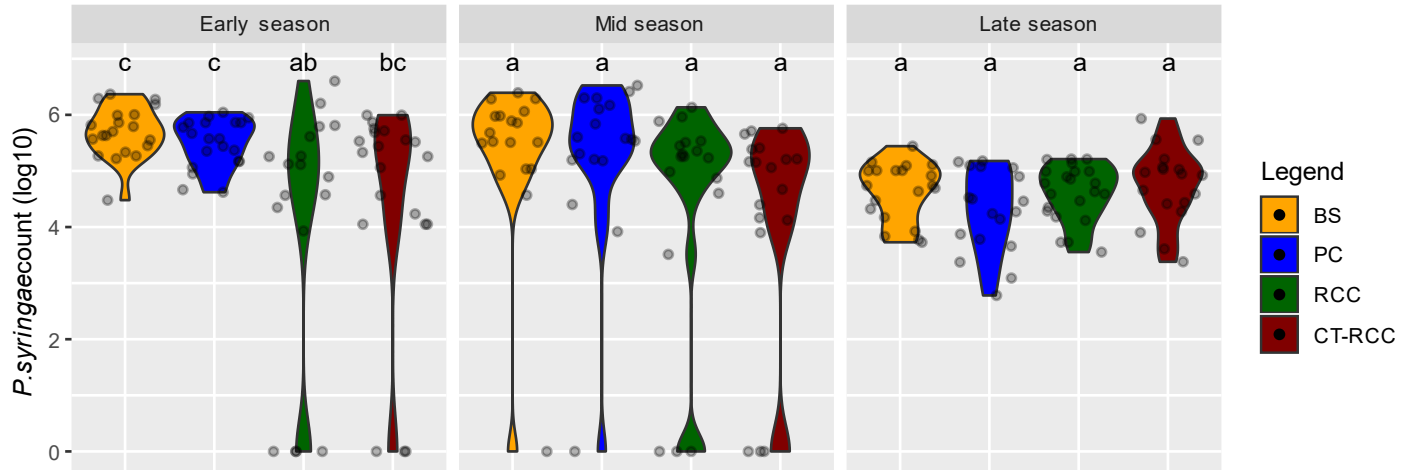 Early season
Mid season
Late season
c c ab bc
a a a a
a a a a
6
4
2
0
P.syringaecount (log10)
Legend
BS
PC
RCC
CT-RCC